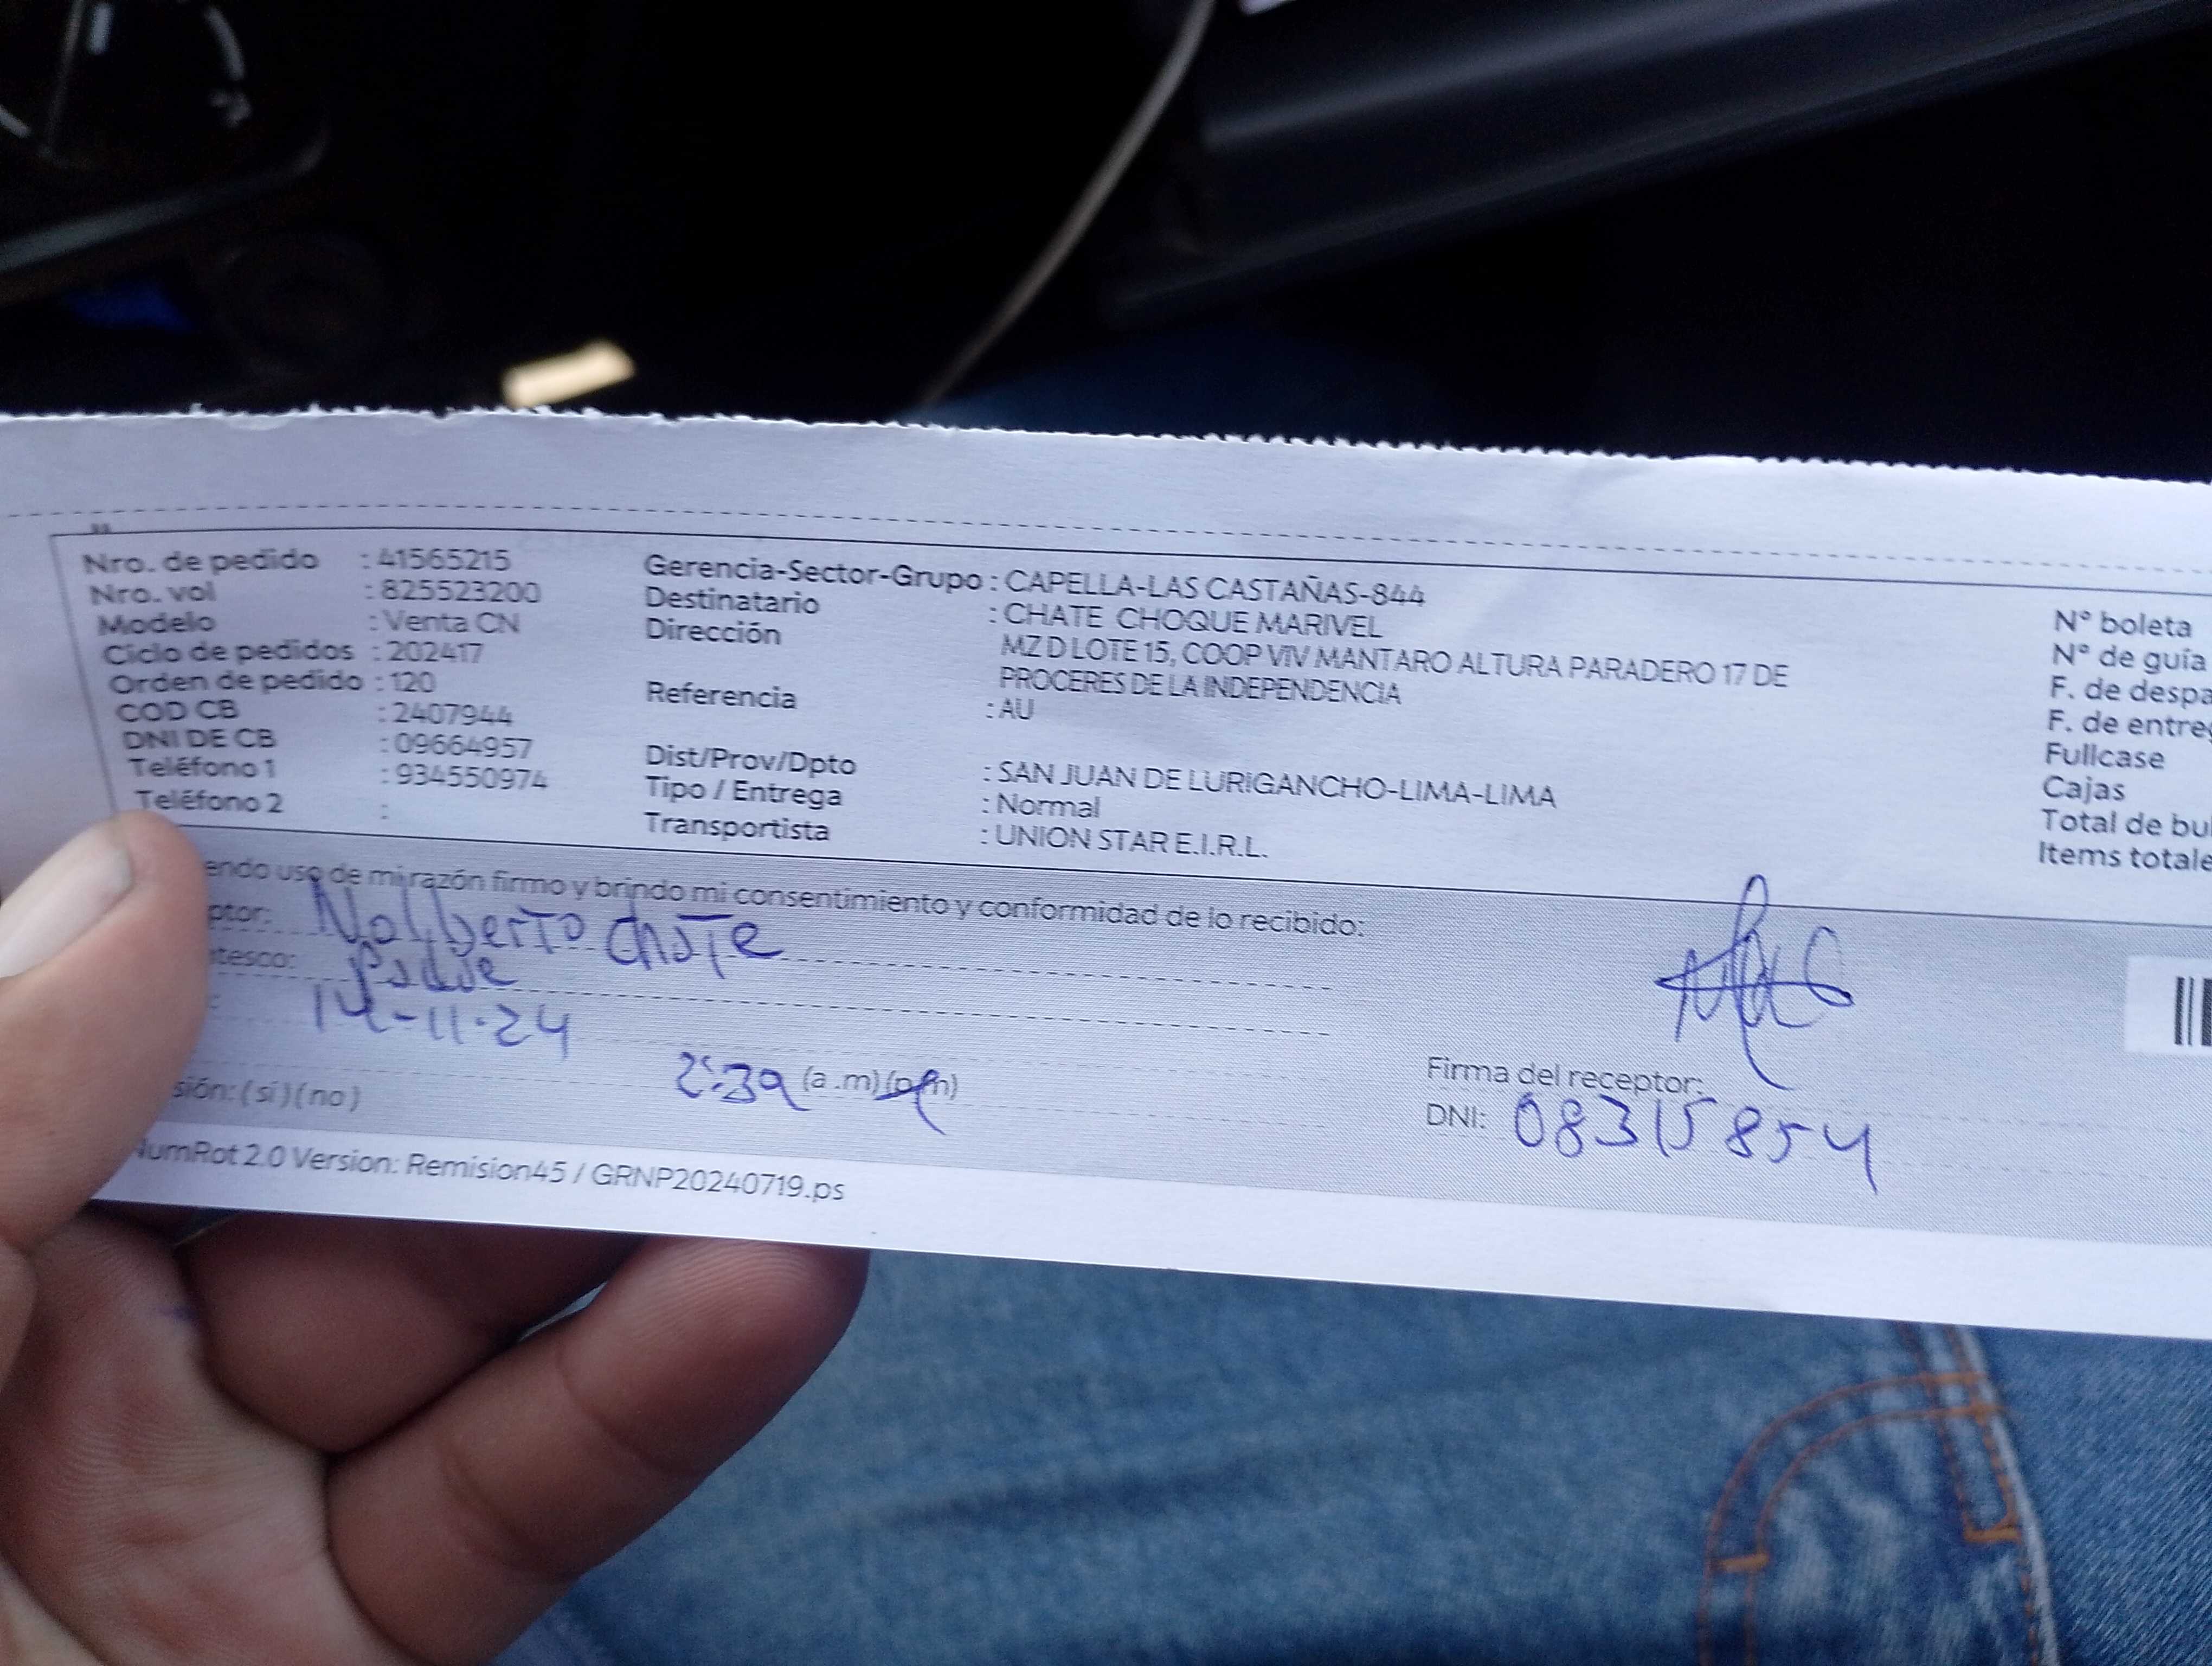 Nro. de pedido : 41565215
Nro. vol : 825523200
Modelo : Venta CN
Ciclo de pedidos : 202417
Orden de pedido : 120
COD CB : 2407944
DNI DE CB : 09664957
Teléfono 1 : 934550974
Teléfono 2 :
Gerencia-Sector-Grupo : CAPELLA-LAS CASTAÑAS-844
Destinatario : CHATE CHOQUE MARIVEL
Dirección MZ D LOTE 15, COOP VIV MANTARO ALTURA PARADERO 17 DE
PROCERES DE LA INDEPENDENCIA
Referencia : AU
Dist/Prov/Dpto : SAN JUAN DE LURIGANCHO-LIMA-LIMA
Tipo / Entrega : Normal
Transportista : UNION STAR E.I.R.L.
N° boleta
N° de guía
F. de despa
F. de entreg
Fullcase
Cajas
Total de bul
Items totale
endo uso de mi razón firmo y brindo mi consentimiento y conformidad de lo recibido:
ptor: Nolberto Chate
ntesco: Padre
: 14-11-24
2:39 (a.m) (p.m)
sión: (sí) (no)
Firma del receptor:
DNI: 08315854
NumRot 2.0 Version: Remision45 / GRNP20240719.ps